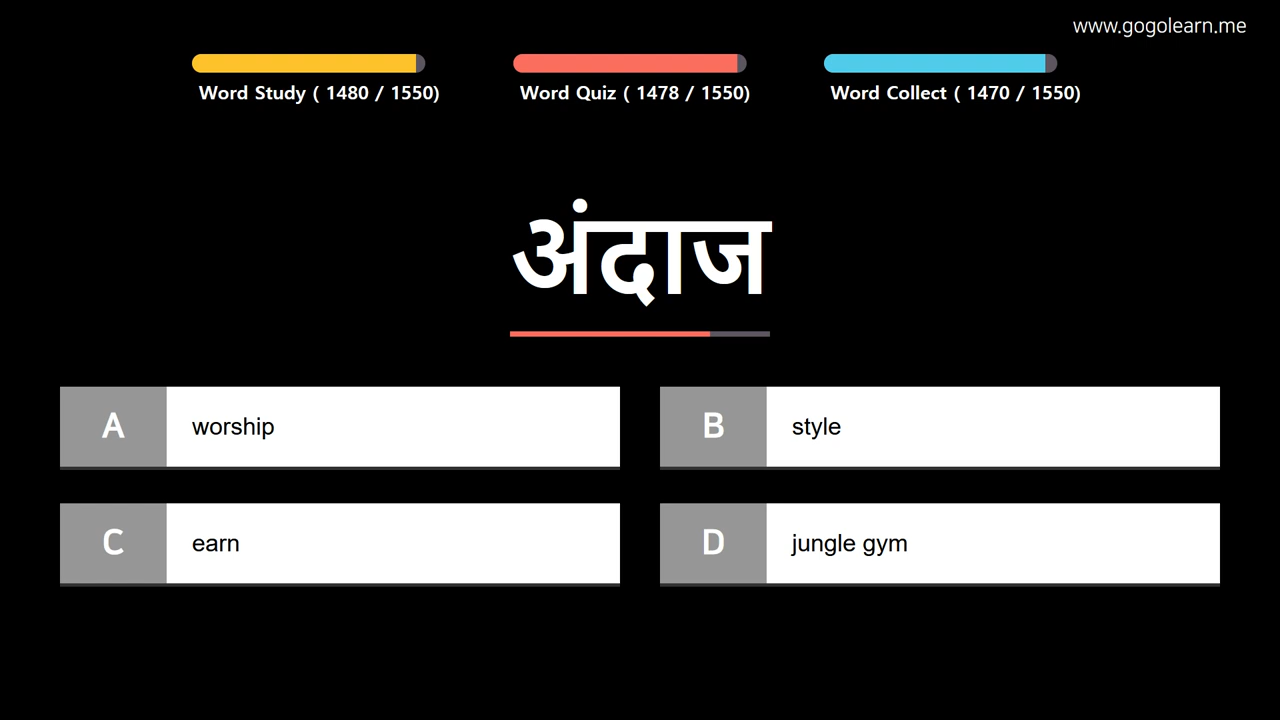 www.gogolearn.me
Word Study ( 1480 / 1550)
Word Quiz ( 1478 / 1550)
Word Collect ( 1470 / 1550)
अंदाज
A worship
B style
C earn
D jungle gym